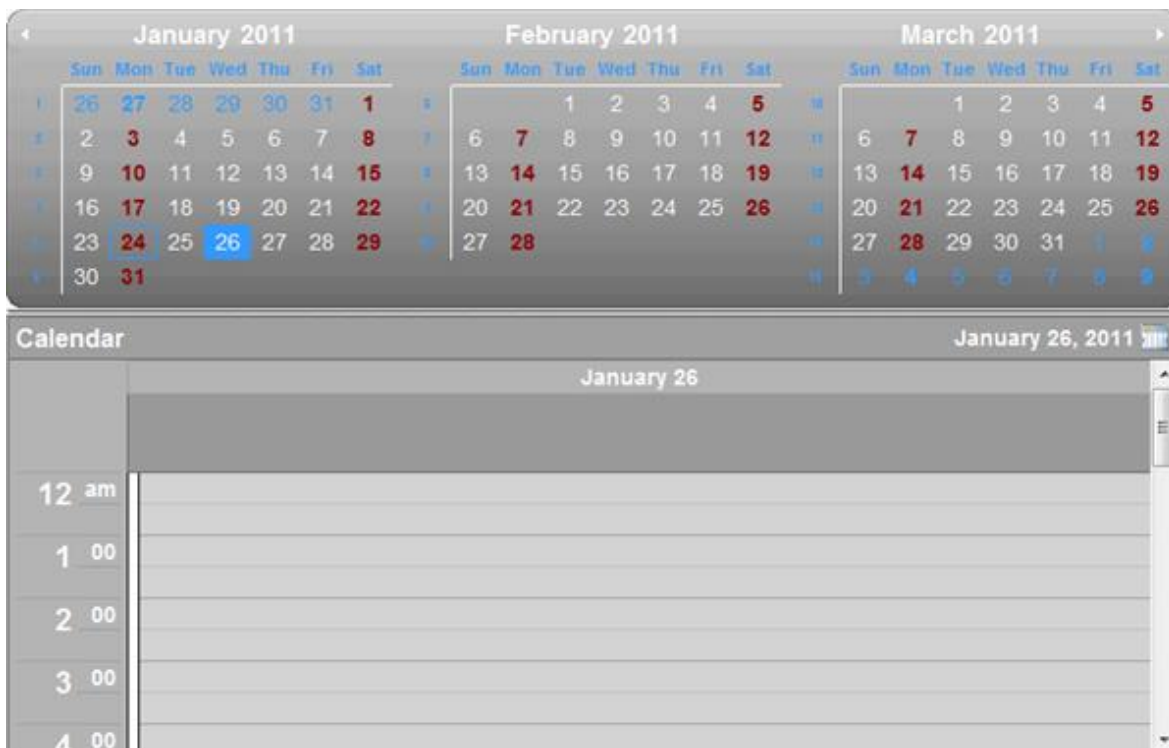 January 2011 February 2011 March 2011
Sun Mon Tue Wed Thu Fri Sat Sun Mon Tue Wed Thu Fri Sat Sun Mon Tue Wed Thu Fri Sat
26 27 28 29 30 31 1 1 2 3 4 5 1 2 3 4 5
2 3 4 5 6 7 8 6 7 8 9 10 11 12 6 7 8 9 10 11 12
9 10 11 12 13 14 15 13 14 15 16 17 18 19 13 14 15 16 17 18 19
16 17 18 19 20 21 22 20 21 22 23 24 25 26 20 21 22 23 24 25 26
23 24 25 26 27 28 29 27 28 27 28 29 30 31 1 2
30 31 3 4 5 6 7 8 9
Calendar January 26, 2011
January 26
12 am
1 00
2 00
3 00
4 00